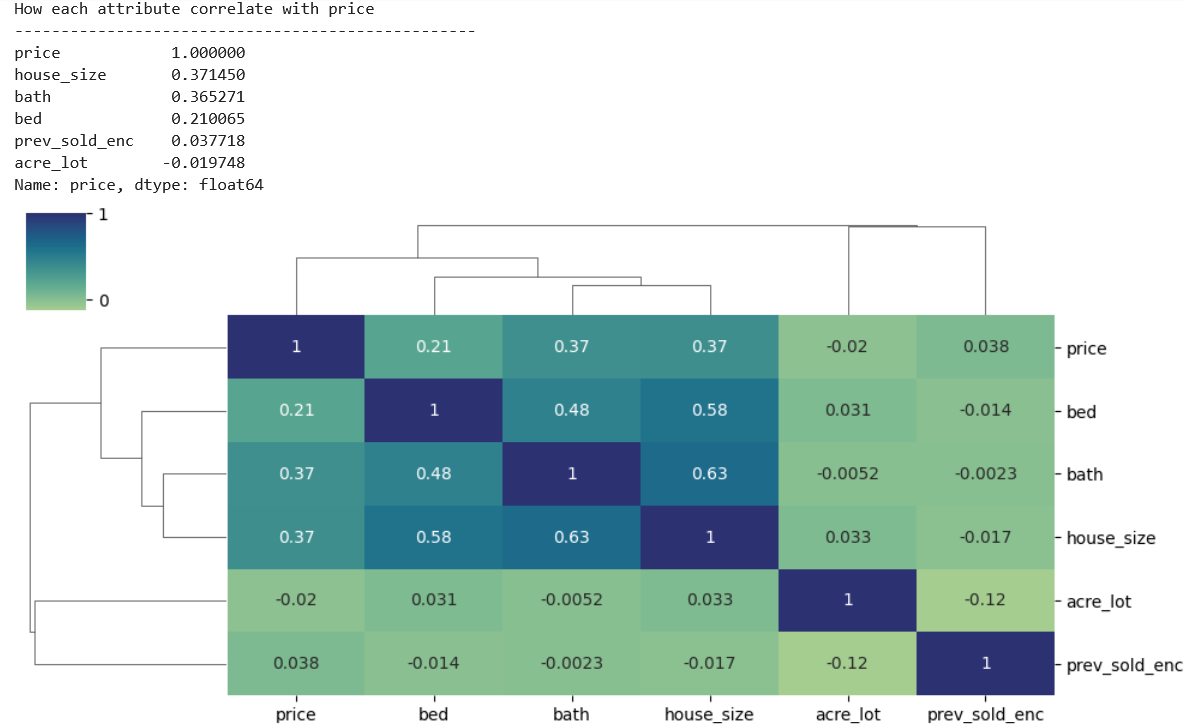 How each attribute correlate with price
------------------------------------------------
price 1.000000
house_size 0.371450
bath 0.365271
bed 0.210065
prev_sold_enc 0.037718
acre_lot -0.019748
Name: price, dtype: float64
1
0
1 0.21 0.37 0.37 -0.02 0.038 price
0.21 1 0.48 0.58 0.031 -0.014 bed
0.37 0.48 1 0.63 -0.0052 -0.0023 bath
0.37 0.58 0.63 1 0.033 -0.017 house_size
-0.02 0.031 -0.0052 0.033 1 -0.12 acre_lot
0.038 -0.014 -0.0023 -0.017 -0.12 1 prev_sold_enc
price bed bath house_size acre_lot prev_sold_enc